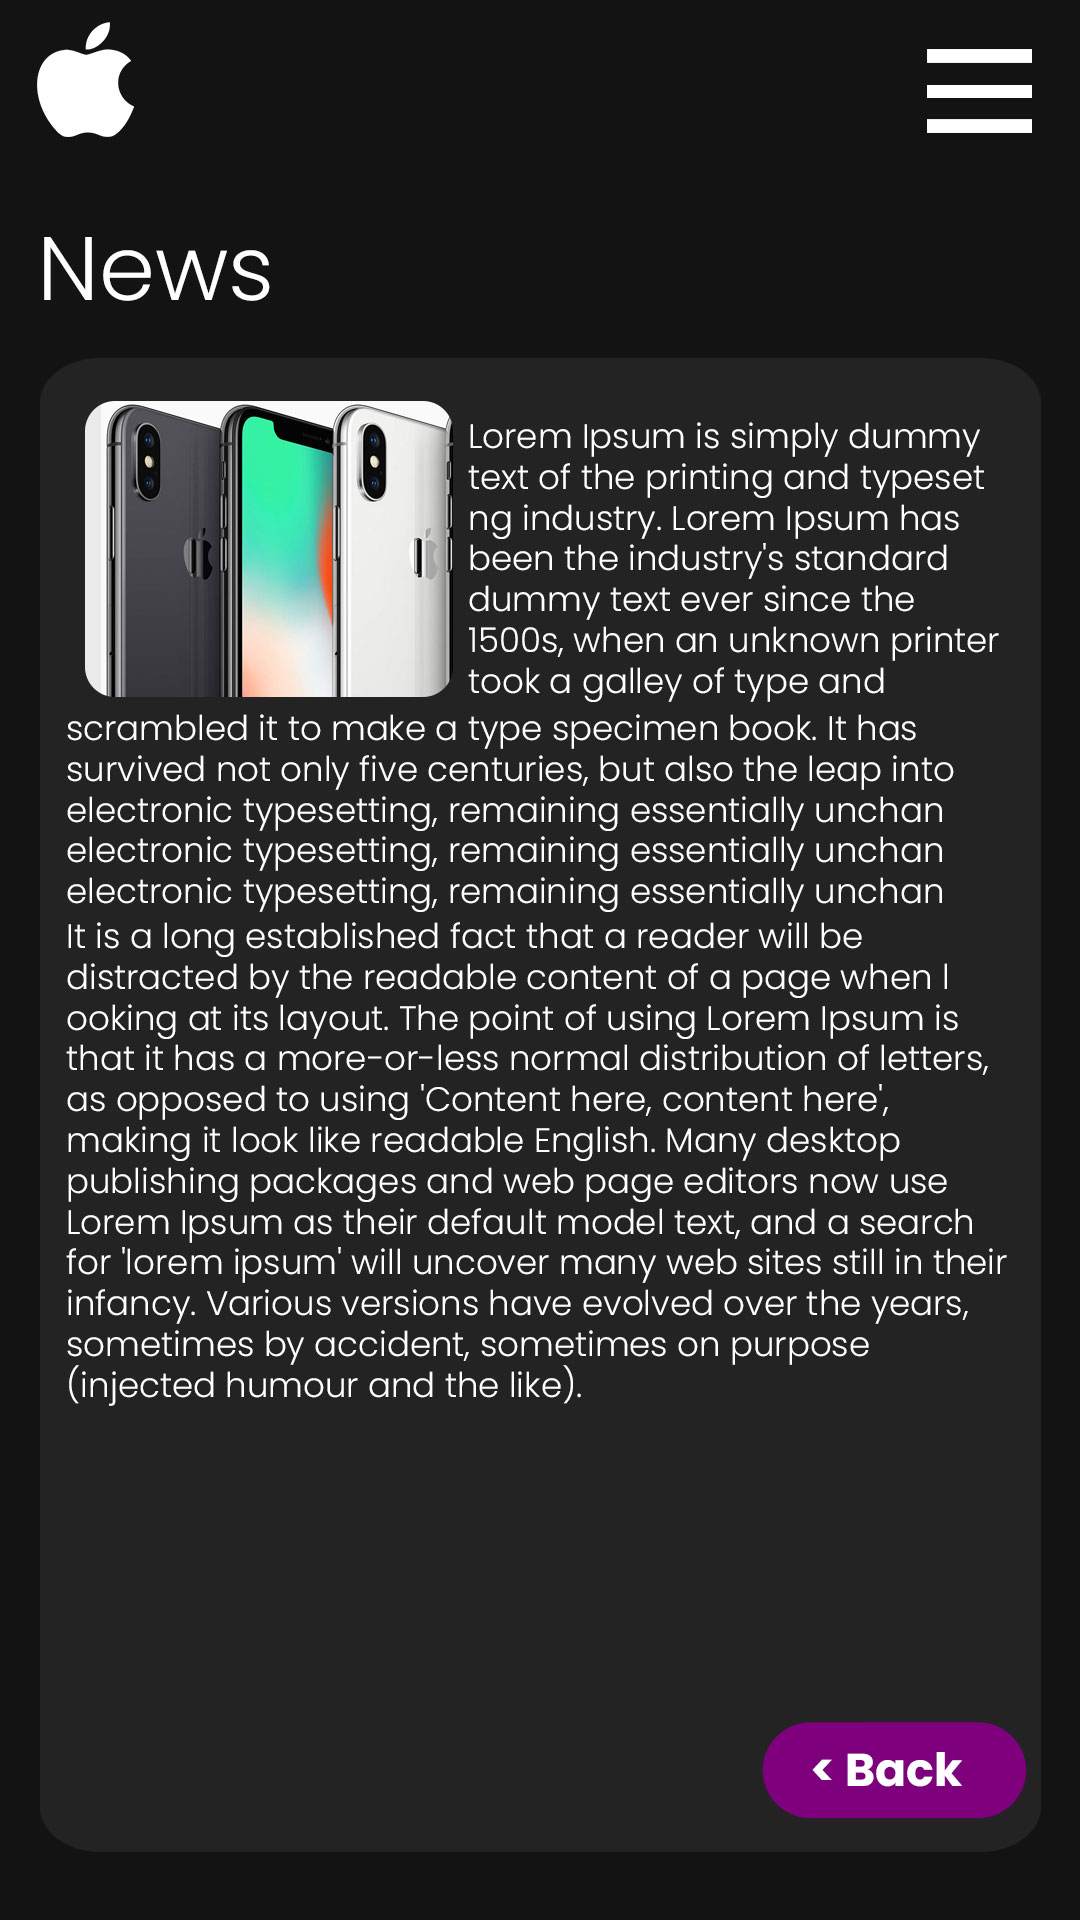 News
Lorem Ipsum is simply dummy
text of the printing and typeset
ng industry. Lorem Ipsum has
been the industry's standard
dummy text ever since the
1500s, when an unknown printer
took a galley of type and
scrambled it to make a type specimen book. It has
survived not only five centuries, but also the leap into
electronic typesetting, remaining essentially unchan
electronic typesetting, remaining essentially unchan
electronic typesetting, remaining essentially unchan
It is a long established fact that a reader will be
distracted by the readable content of a page when l
ooking at its layout. The point of using Lorem Ipsum is
that it has a more-or-less normal distribution of letters,
as opposed to using 'Content here, content here',
making it look like readable English. Many desktop
publishing packages and web page editors now use
Lorem Ipsum as their default model text, and a search
for 'lorem ipsum' will uncover many web sites still in their
infancy. Various versions have evolved over the years,
sometimes by accident, sometimes on purpose
(injected humour and the like).
< Back